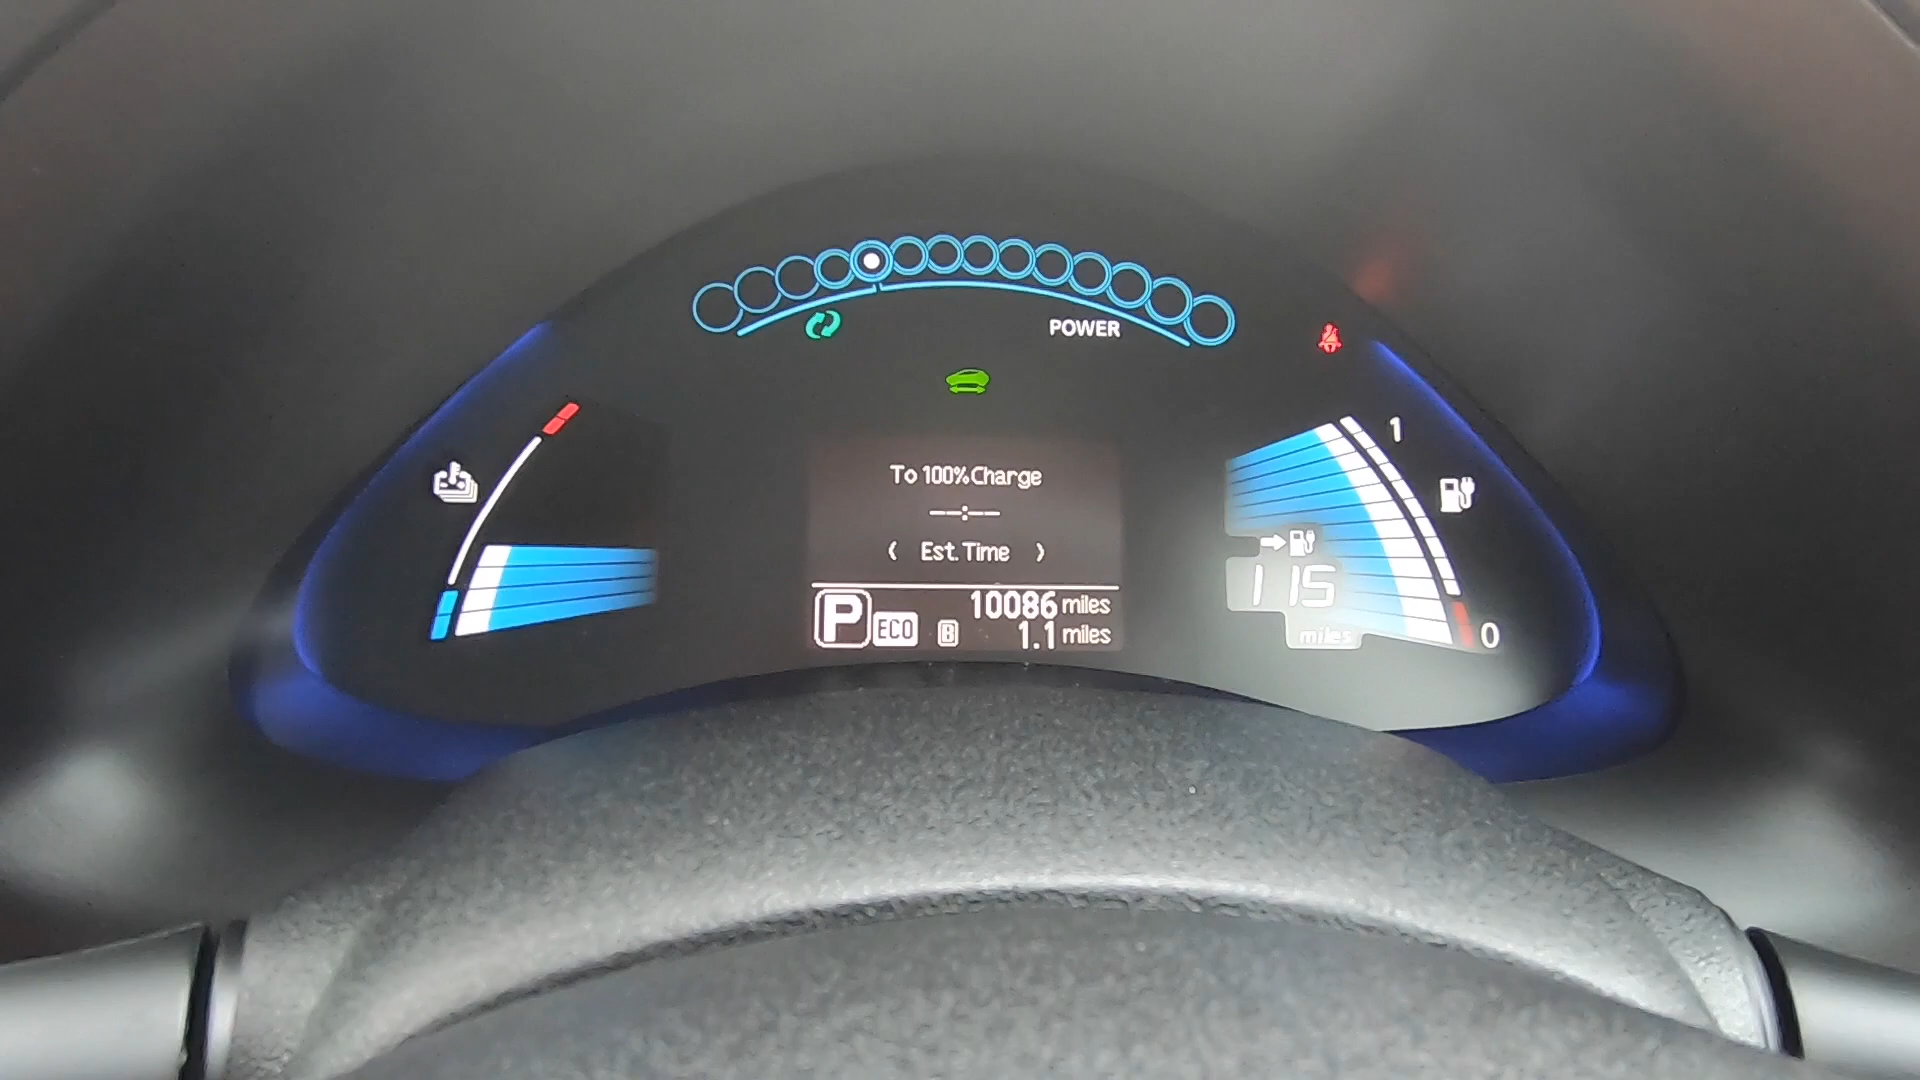 POWER
1
To 100% Charge
--:--
‹ Est. Time ›
115
miles
0
P ECO B
10086 miles
1.1 miles